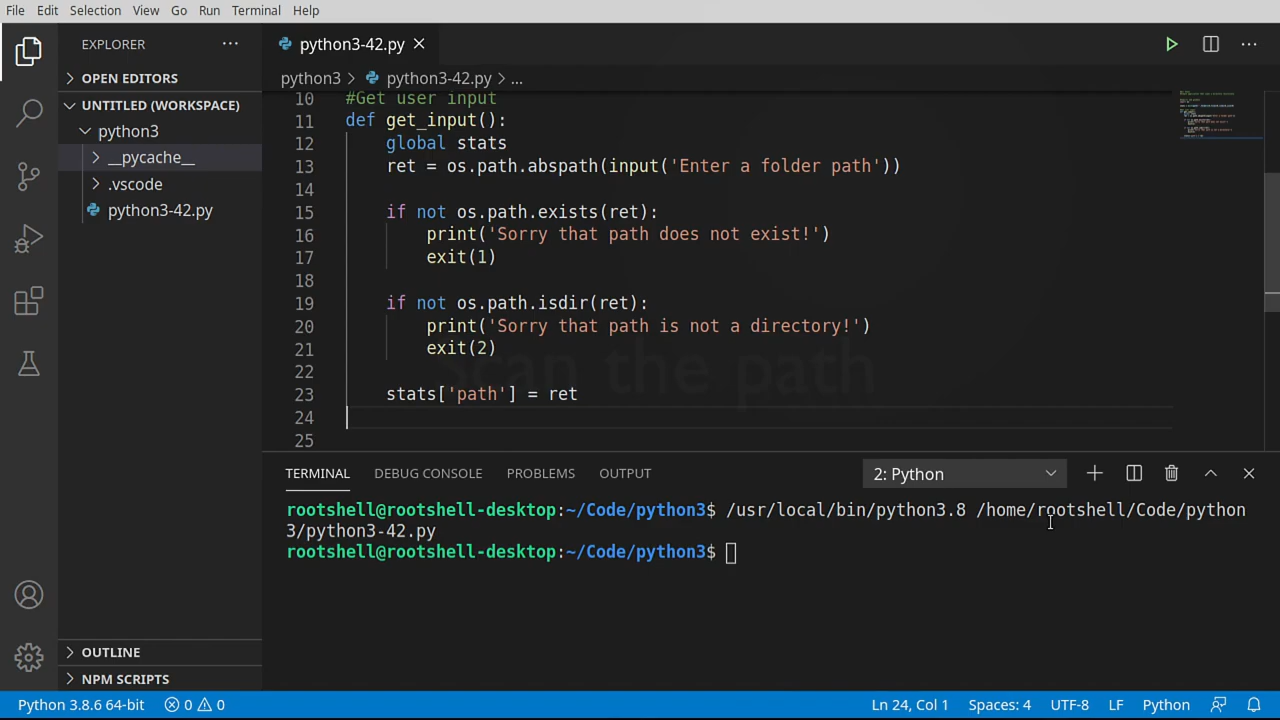 File Edit Selection View Go Run Terminal Help
EXPLORER ...
OPEN EDITORS
UNTITLED (WORKSPACE)
python3
__pycache__
.vscode
python3-42.py
OUTLINE
NPM SCRIPTS
python3-42.py
python3 > python3-42.py > ...
10 #Get user input
11 def get_input():
12 global stats
13 ret = os.path.abspath(input('Enter a folder path'))
14
15 if not os.path.exists(ret):
16 print('Sorry that path does not exist!')
17 exit(1)
18
19 if not os.path.isdir(ret):
20 print('Sorry that path is not a directory!')
21 exit(2)
22
23 stats['path'] = ret
24
25
Scan the path
TERMINAL DEBUG CONSOLE PROBLEMS OUTPUT 2: Python
rootshell@rootshell-desktop:~/Code/python3$ /usr/local/bin/python3.8 /home/rootshell/Code/python
3/python3-42.py
rootshell@rootshell-desktop:~/Code/python3$
Python 3.8.6 64-bit 0 0 Ln 24, Col 1 Spaces: 4 UTF-8 LF Python